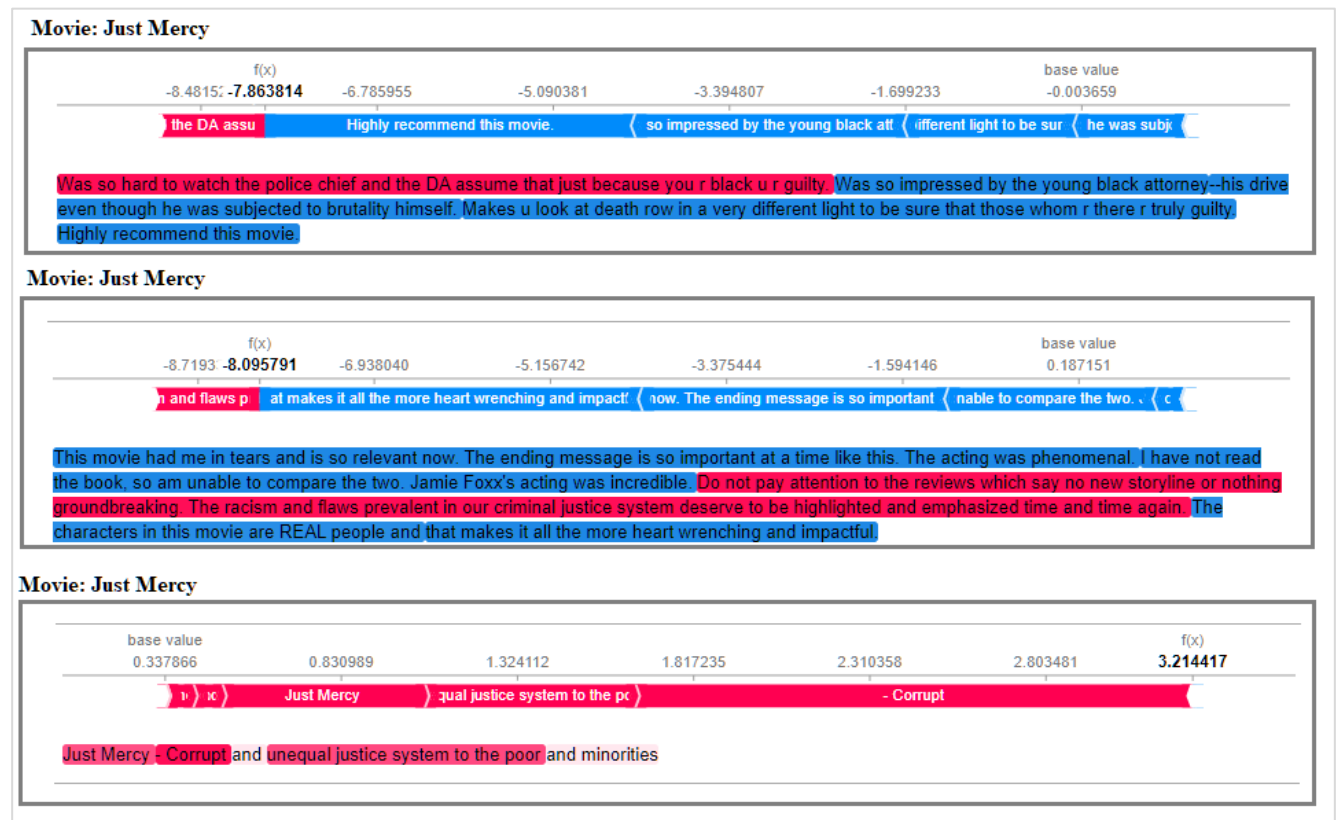 Movie: Just Mercy
f(x) base value
-8.48152 -7.863814 -6.785955 -5.090381 -3.394807 -1.699233 -0.003659
the DA assu Highly recommend this movie. so impressed by the young black att different light to be sur he was subj
Was so hard to watch the police chief and the DA assume that just because you r black u r guilty. Was so impressed by the young black attorney--his drive
even though he was subjected to brutality himself. Makes u look at death row in a very different light to be sure that those whom r there r truly guilty.
Highly recommend this movie.
Movie: Just Mercy
f(x) base value
-8.7193 -8.095791 -6.938040 -5.156742 -3.375444 -1.594146 0.187151
and flaws p at makes it all the more heart wrenching and impact now. The ending message is so important nable to compare the two. c
This movie had me in tears and is so relevant now. The ending message is so important at a time like this. The acting was phenomenal. I have not read
the book, so am unable to compare the two. Jamie Foxx's acting was incredible. Do not pay attention to the reviews which say no new storyline or nothing
groundbreaking. The racism and flaws prevalent in our criminal justice system deserve to be highlighted and emphasized time and time again. The
characters in this movie are REAL people and that makes it all the more heart wrenching and impactful.
Movie: Just Mercy
base value f(x)
0.337866 0.830989 1.324112 1.817235 2.310358 2.803481 3.214417
Just Mercy qual justice system to the po - Corrupt
Just Mercy - Corrupt and unequal justice system to the poor and minorities